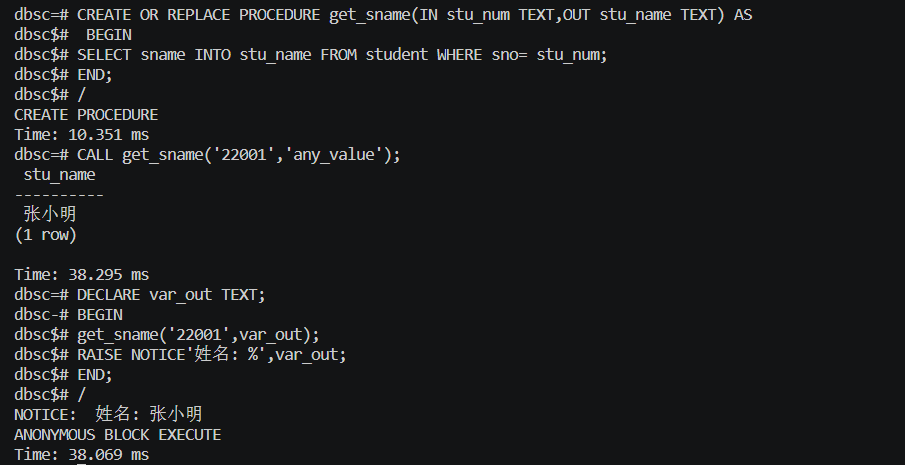 dbsc=# CREATE OR REPLACE PROCEDURE get_sname(IN stu_num TEXT,OUT stu_name TEXT) AS
dbsc$#  BEGIN
dbsc$# SELECT sname INTO stu_name FROM student WHERE sno= stu_num;
dbsc$# END;
dbsc$# /
CREATE PROCEDURE
Time: 10.351 ms
dbsc=# CALL get_sname('22001','any_value');
 stu_name
----------
 张小明
(1 row)

Time: 38.295 ms
dbsc=# DECLARE var_out TEXT;
dbsc-# BEGIN
dbsc$# get_sname('22001',var_out);
dbsc$# RAISE NOTICE'姓名: %',var_out;
dbsc$# END;
dbsc$# /
NOTICE:  姓名: 张小明
ANONYMOUS BLOCK EXECUTE
Time: 38.069 ms